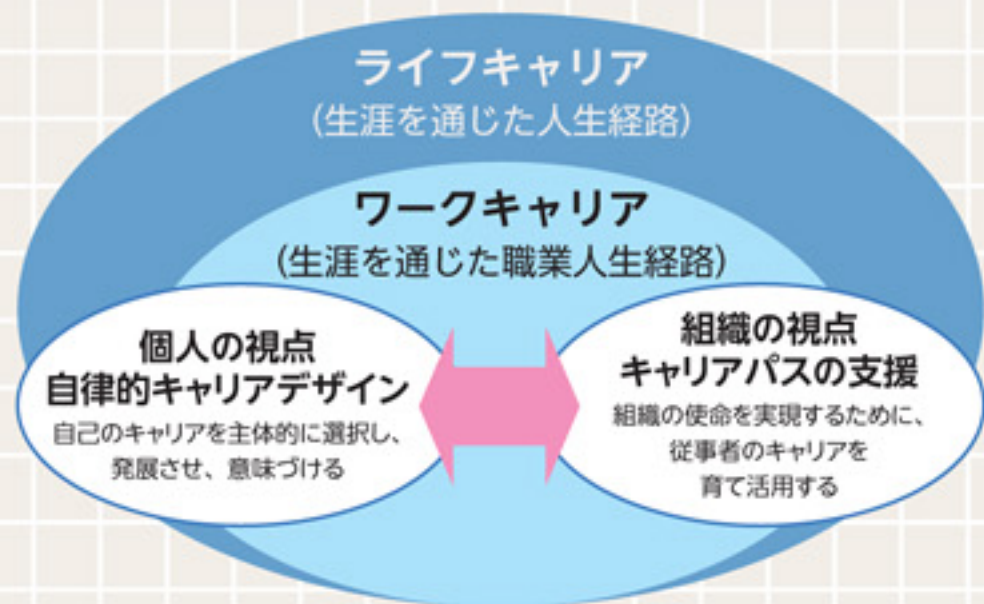 ライフキャリア
(生涯を通じた人生経路)
ワークキャリア
(生涯を通じた職業人生経路)
個人の視点
自律的キャリアデザイン
自己のキャリアを主体的に選択し、
発展させ、意味づける
組織の視点
キャリアパスの支援
組織の使命を実現するために、
従事者のキャリアを
育て活用する